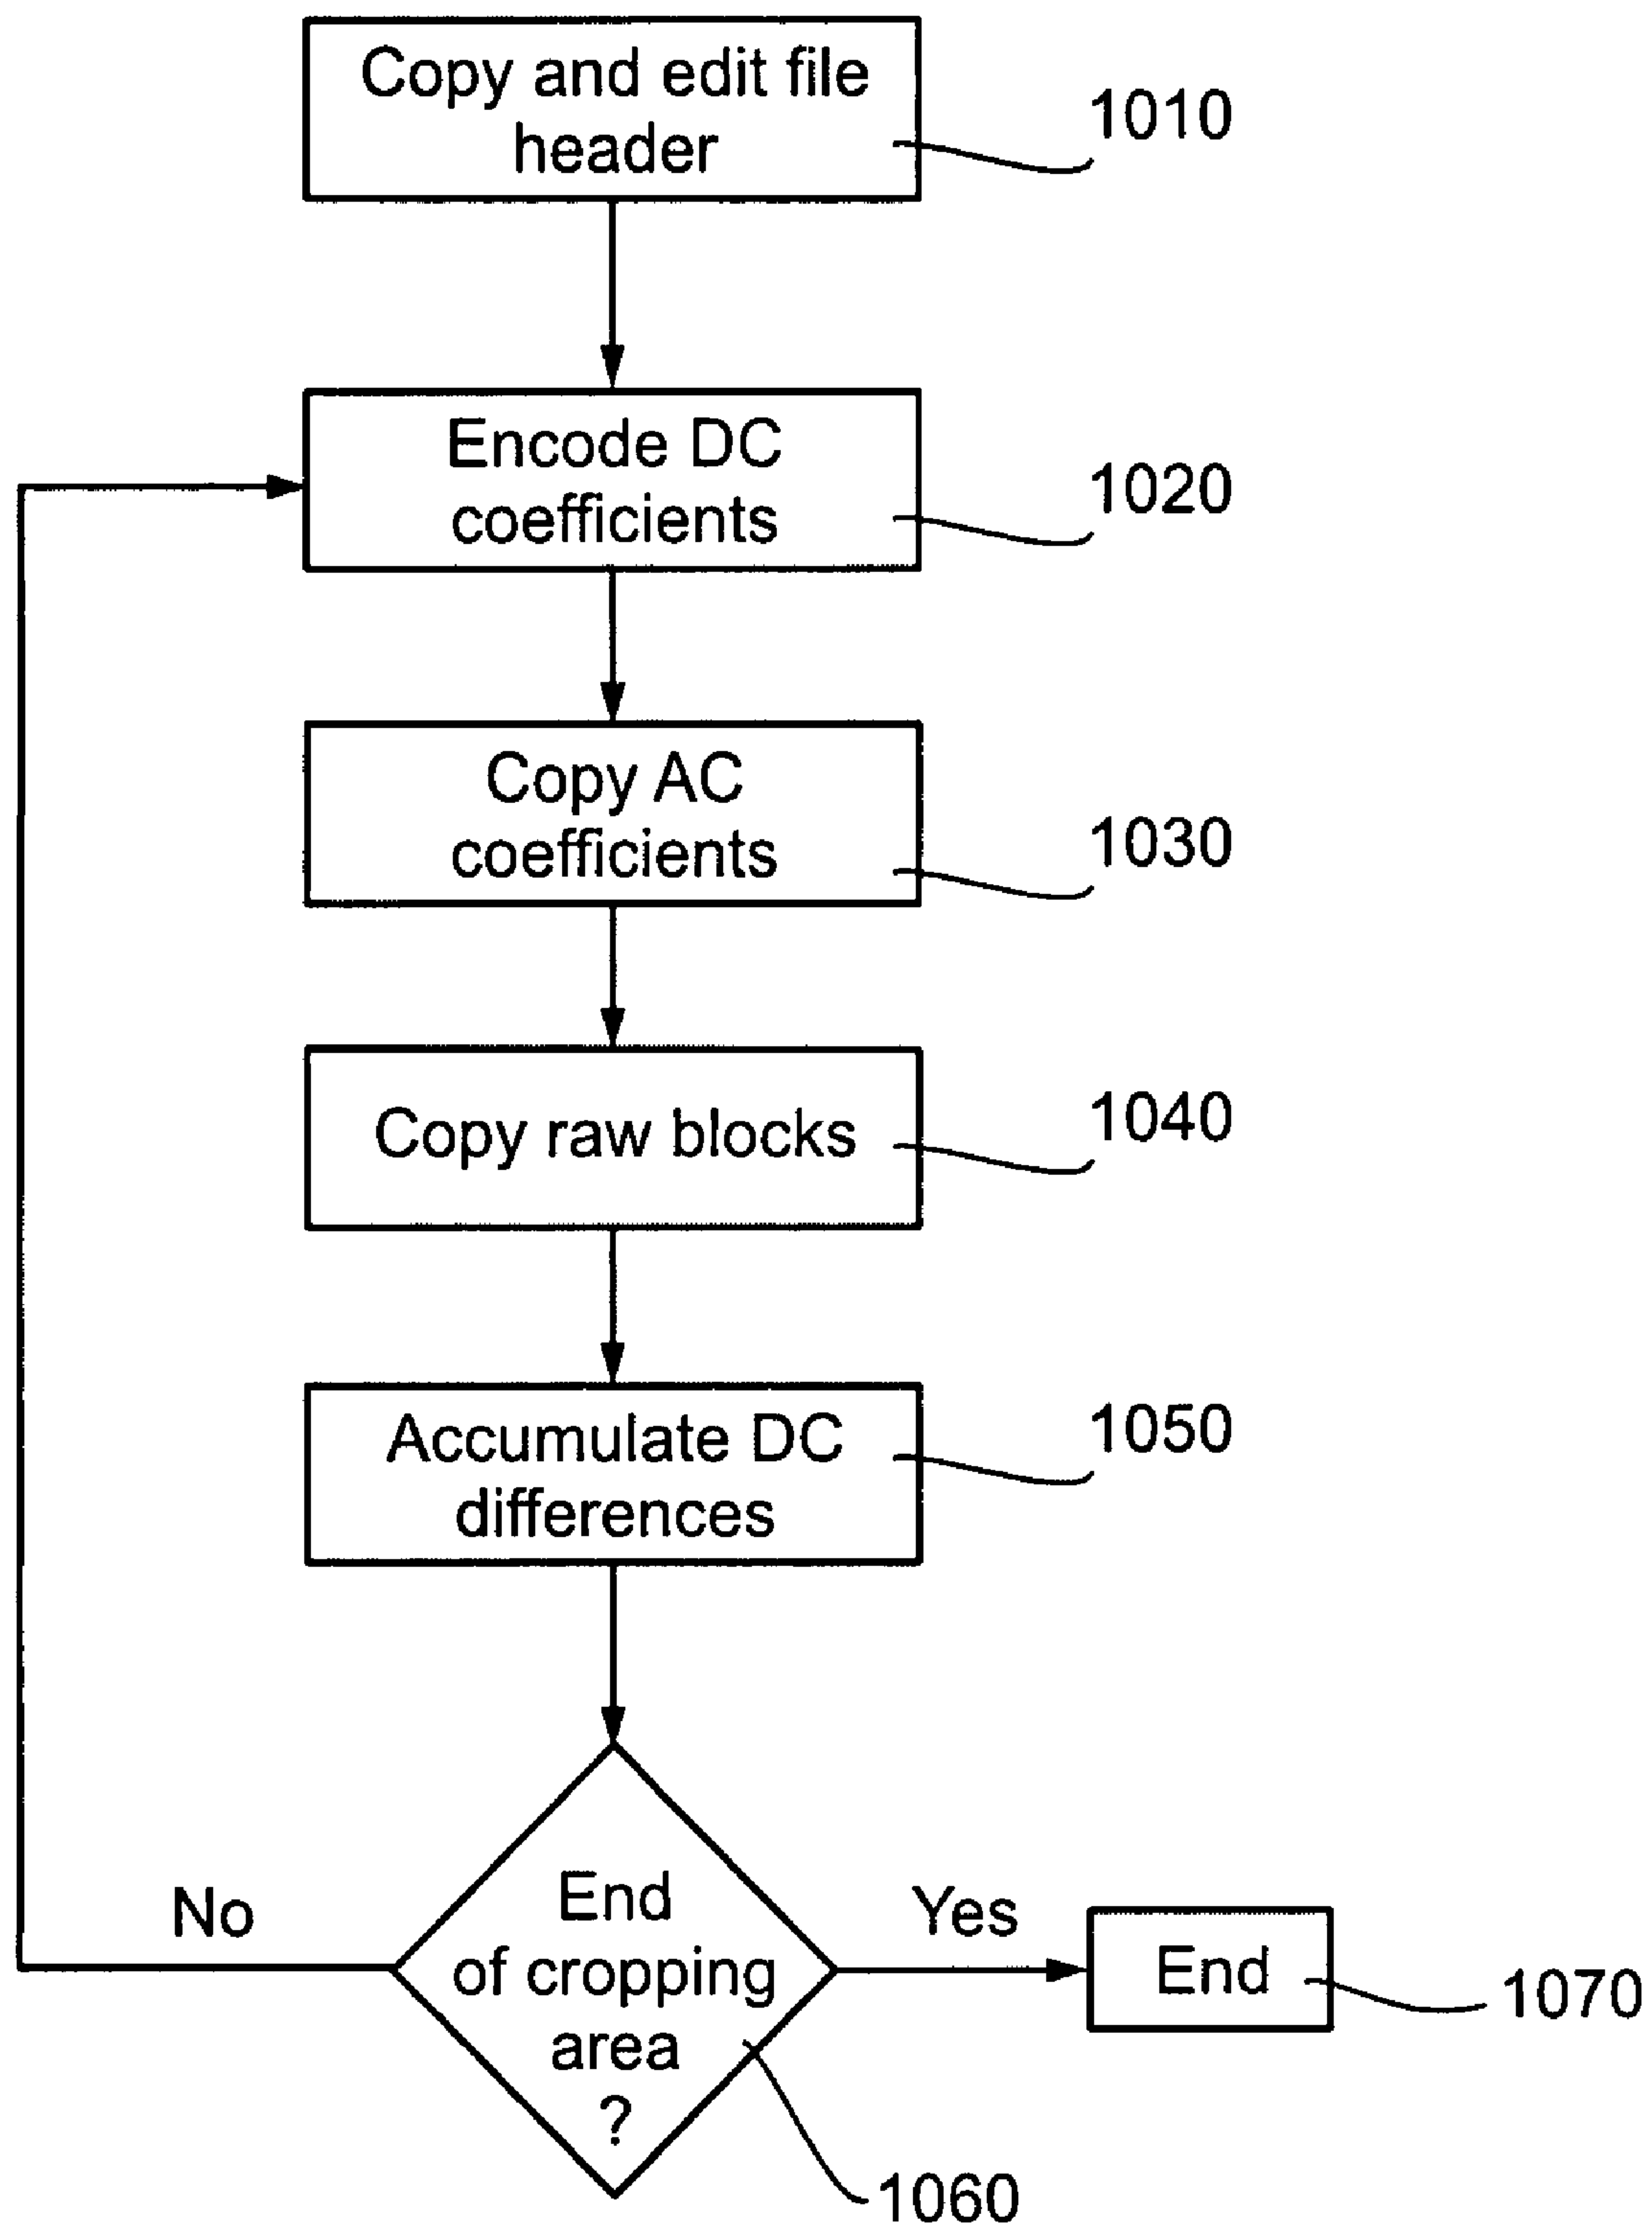 Copy and edit file
header
1010
Encode DC
coefficients
1020
Copy AC
coefficients
1030
Copy raw blocks
1040
Accumulate DC
differences
1050
End
of cropping
area
?
1060
No
Yes
End
1070